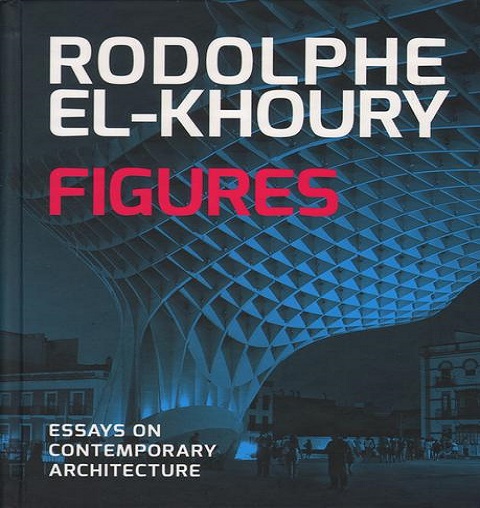 RODOLPHE
EL-KHOURY
FIGURES
ESSAYS ON
CONTEMPORARY
ARCHITECTURE